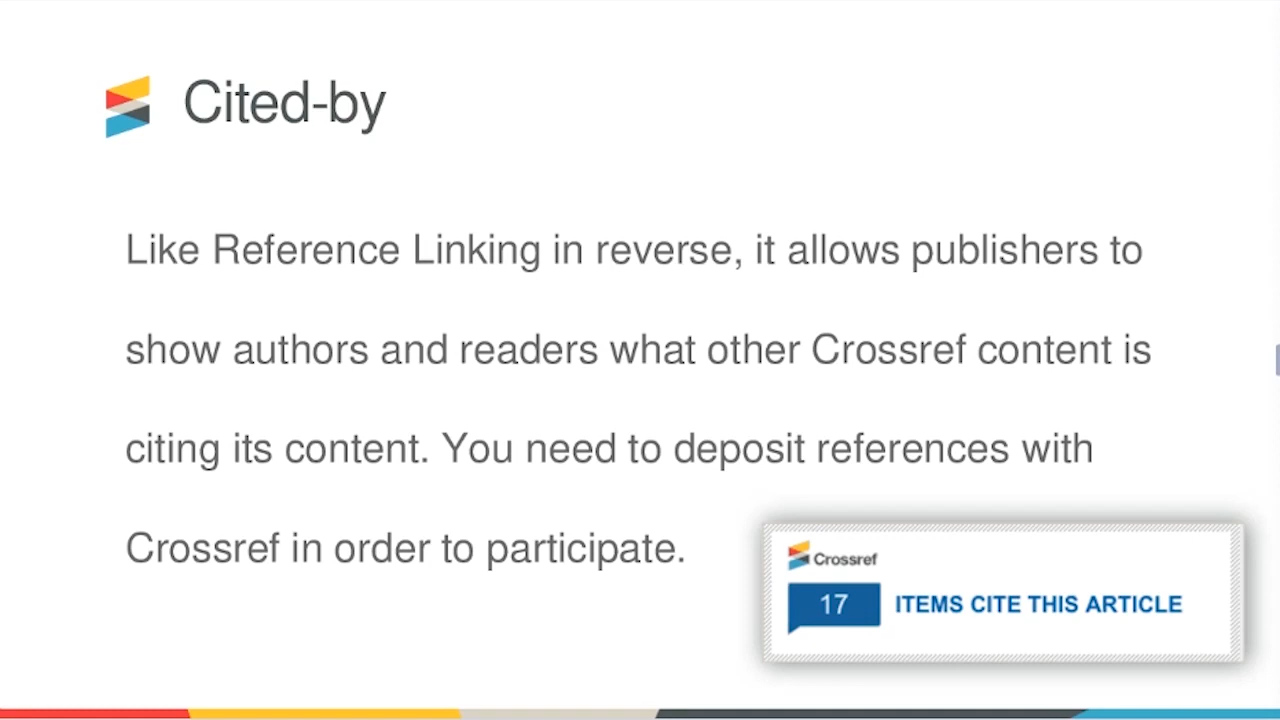 Cited-by
Like Reference Linking in reverse, it allows publishers to
show authors and readers what other Crossref content is
citing its content. You need to deposit references with
Crossref in order to participate.
Crossref
17 ITEMS CITE THIS ARTICLE